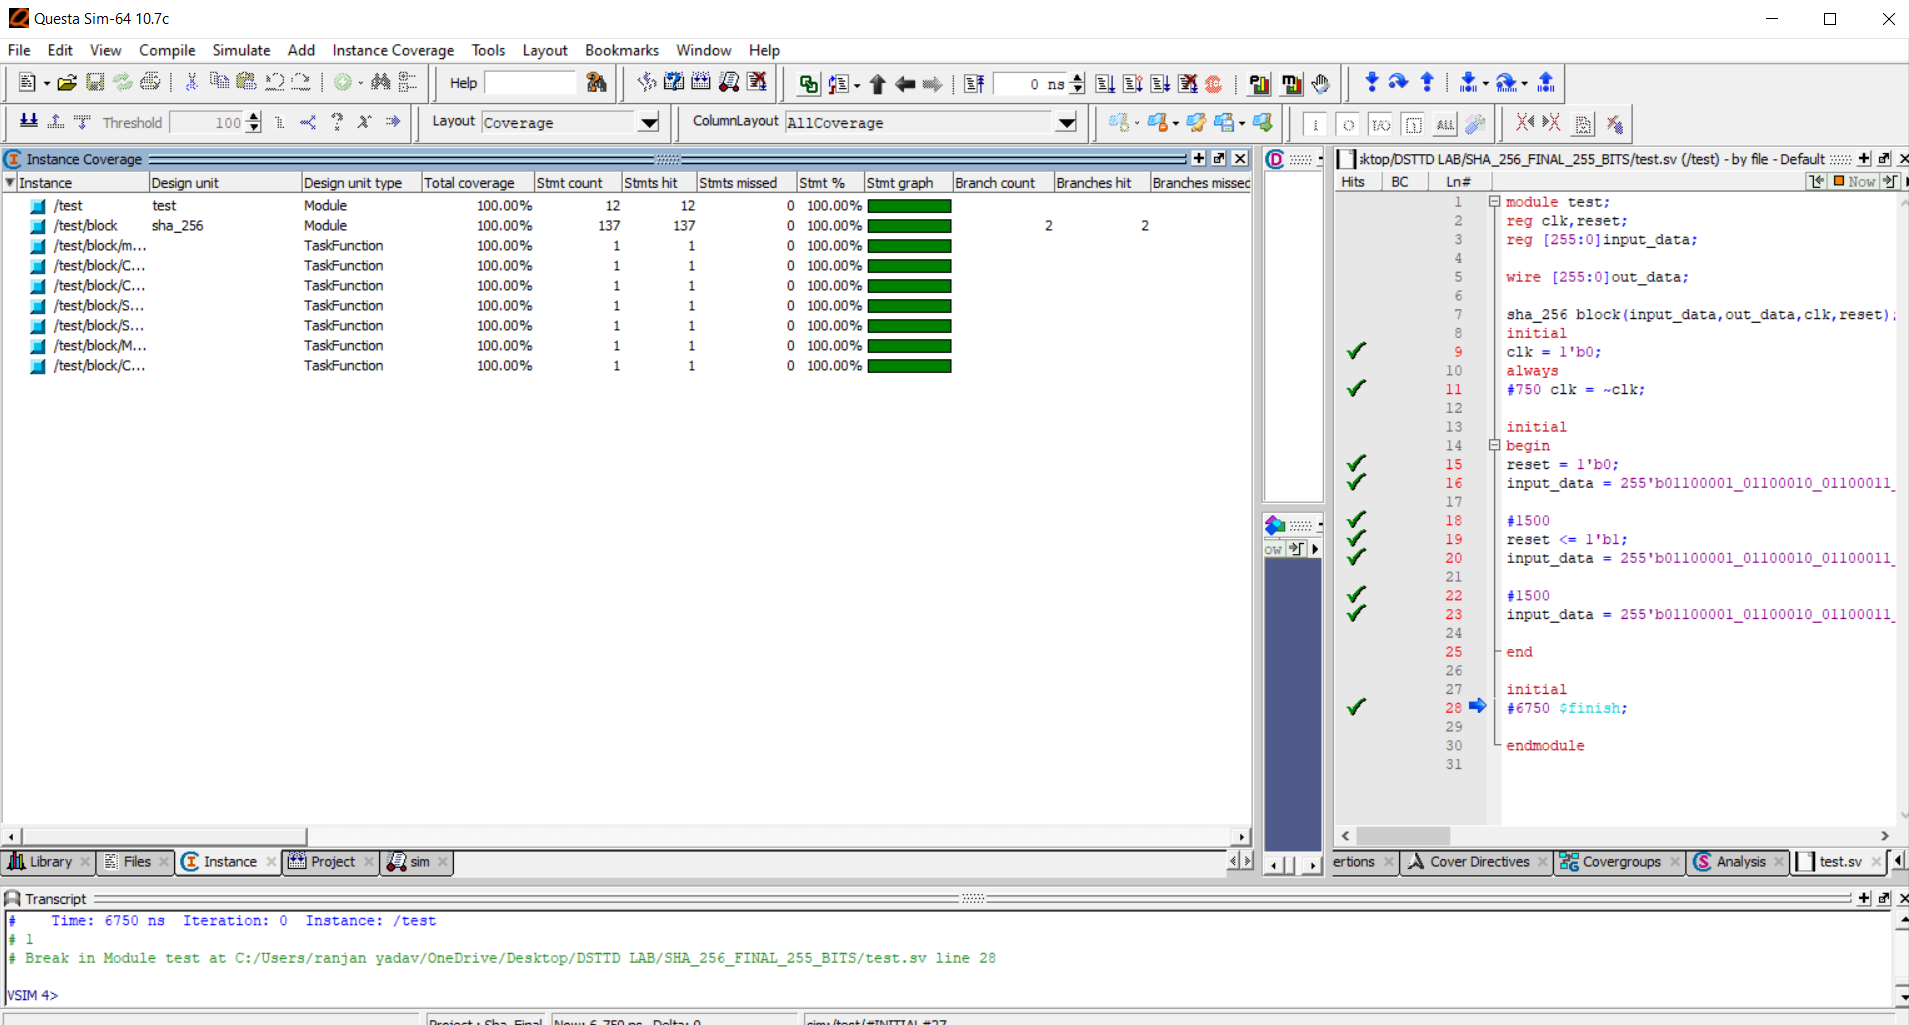 Questa Sim-64 10.7c
File Edit View Compile Simulate Add Instance Coverage Tools Layout Bookmarks Window Help
Help 0 ns
Threshold 100 Layout Coverage ColumnLayout AllCoverage
Instance Coverage
Instance Design unit Design unit type Total coverage Stmt count Stmts hit Stmts missed Stmt % Stmt graph Branch count Branches hit Branches missed
/test test Module 100.00% 12 12 0 100.00%
/test/block sha_256 Module 100.00% 137 137 0 100.00% 2 2
/test/block/m... TaskFunction 100.00% 1 1 0 100.00%
/test/block/C... TaskFunction 100.00% 1 1 0 100.00%
/test/block/C... TaskFunction 100.00% 1 1 0 100.00%
/test/block/S... TaskFunction 100.00% 1 1 0 100.00%
/test/block/S... TaskFunction 100.00% 1 1 0 100.00%
/test/block/M... TaskFunction 100.00% 1 1 0 100.00%
/test/block/C... TaskFunction 100.00% 1 1 0 100.00%
Library Files Instance Project sim
ow
sktop/DSTTD LAB/SHA_256_FINAL_255_BITS/test.sv (/test) - by file - Default
Hits BC Ln# Now
1 module test;
2 reg clk,reset;
3 reg [255:0]input_data;
4
5 wire [255:0]out_data;
6
7 sha_256 block(input_data,out_data,clk,reset);
8 initial
9 clk = 1'b0;
10 always
11 #750 clk = ~clk;
12
13 initial
14 begin
15 reset = 1'b0;
16 input_data = 255'b01100001_01100010_01100011_
17
18 #1500
19 reset <= 1'b1;
20 input_data = 255'b01100001_01100010_01100011_
21
22 #1500
23 input_data = 255'b01100001_01100010_01100011_
24
25 end
26
27 initial
28 #6750 $finish;
29
30 endmodule
31
ertions Cover Directives Covergroups Analysis test.sv
Transcript
# Time: 6750 ns Iteration: 0 Instance: /test
# 1
# Break in Module test at C:/Users/ranjan yadav/OneDrive/Desktop/DSTTD LAB/SHA_256_FINAL_255_BITS/test.sv line 28
VSIM 4>
Project : Sha_Final Now: 6,750 ns Delta: 0 sim:/test/#INITIAL#27